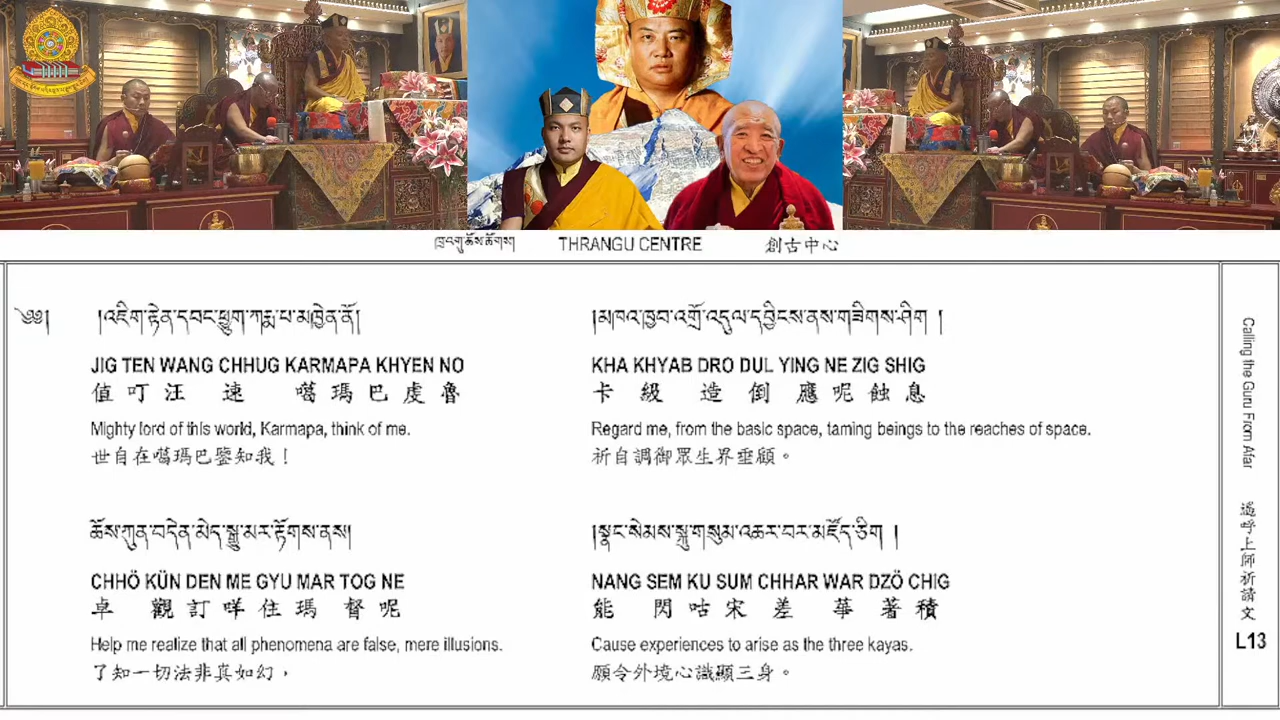 ཁྲ་འགུ་ཆོས་ཚོགས། THRANGU CENTRE 創古中心
༄༅། །འཇིག་རྟེན་དབང་ཕྱུག་ཀརྨ་པ་མཁྱེན་ནོ། །མཁའ་ཁྱབ་འགྲོ་འདུལ་དབྱིངས་ནས་གཟིགས་ཤིག །
JIG TEN WANG CHHUG KARMAPA KHYEN NO KHA KHYAB DRO DUL YING NE ZIG SHIG
值叮汪 速 噶瑪巴虔魯 卡 級 造 倒 應呢蝕息
Mighty lord of this world, Karmapa, think of me. Regard me, from the basic space, taming beings to the reaches of space.
世自在噶瑪巴鑒知我！ 祈自調御眾生界垂顧。
ཆོས་ཀུན་བདེན་མེད་སྒྱུ་མར་རྟོགས་ནས། །སྣང་སེམས་སྐུ་གསུམ་འཆར་བར་མཛོད་ཅིག །
CHHÖ KÜN DEN ME GYU MAR TOG NE NANG SEM KU SUM CHHAR WAR DZÖ CHIG
卓 觀訂咩住瑪 督呢 能 閃咕宋 差 華 著積
Help me realize that all phenomena are false, mere illusions. Cause experiences to arise as the three kayas.
了知一切法非真如幻， 願令外境心識顯三身。
Calling the Guru From Afar
遙呼上師祈請文
L13